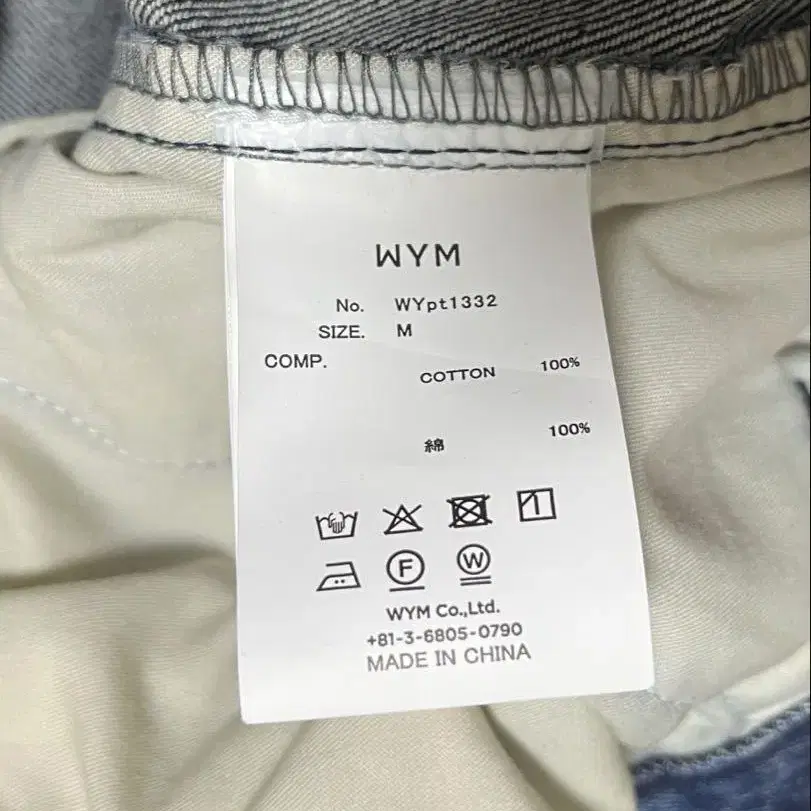 WYM
No. WYpt1332
SIZE. M
COMP.
COTTON 100%
綿 100%
F W
WYM Co.,Ltd.
+81-3-6805-0790
MADE IN CHINA